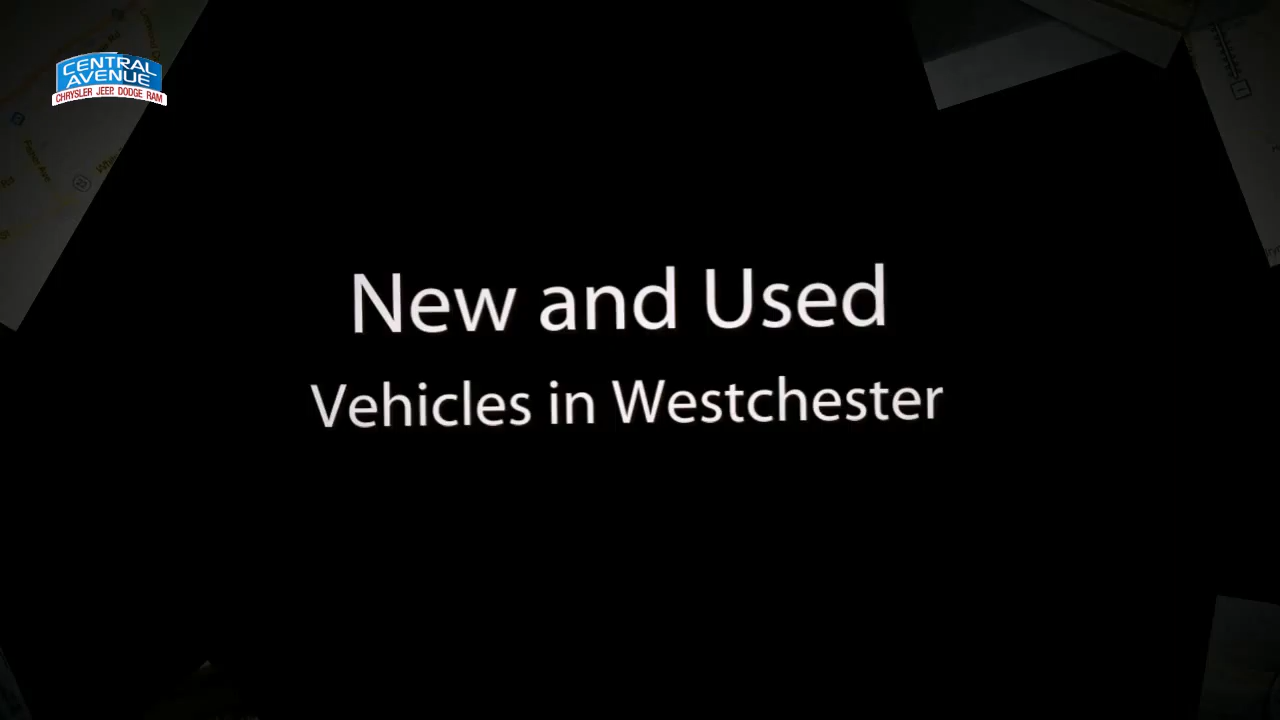 CENTRAL
AVENUE
CHRYSLER JEEP DODGE RAM
New and Used
Vehicles in Westchester